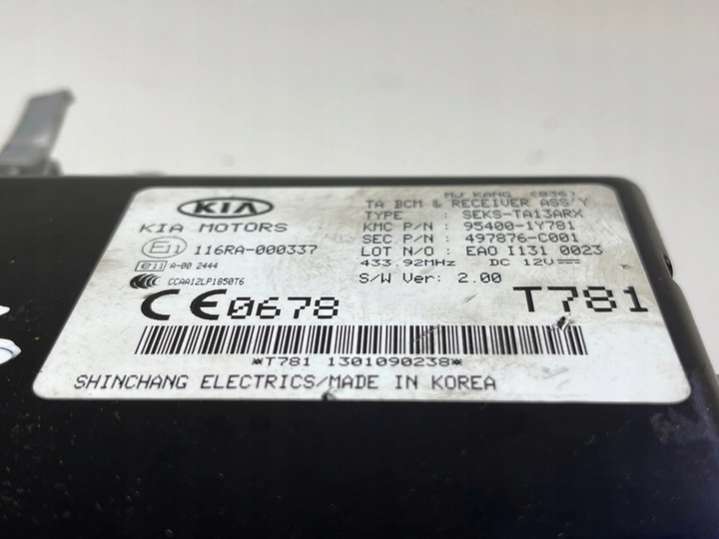 MJ KANG (036)
TA BCM & RECEIVER ASS/Y
KIA
TYPE : SEKS-TA13ARX
KIA MOTORS
KMC P/N : 95400-1Y781
SEC P/N : 497876-C001
E11 116RA-000337
LOT N/O : EA0 I131 0023
433.92MHz DC 12V
e11 A-00 2444
CCAA12LP1850T6
S/W Ver: 2.00
CE0678
T781
*T781 1301090238*
SHINCHANG ELECTRICS/MADE IN KOREA